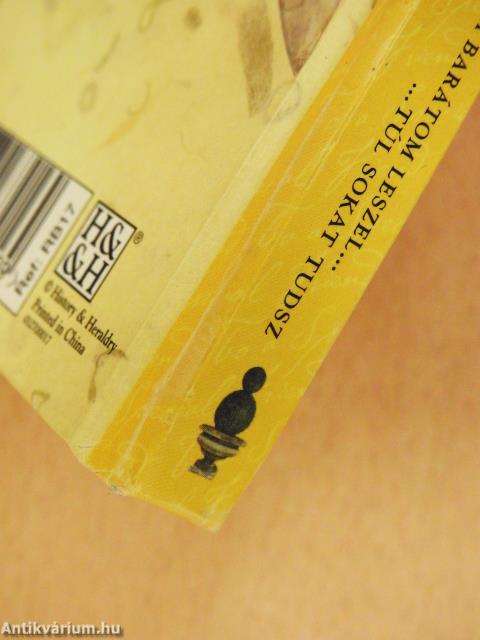 BARÁTOM LESZEL...
...TÚL SOKAT TUDSZ
H&
&H®
© History & Heraldry
Printed in China
Ref: RB17
Antikvárium.hu